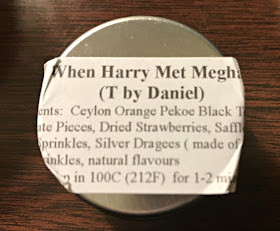 When Harry Met Megha
(T by Daniel)
ents: Ceylon Orange Pekoe Black T
ate Pieces, Dried Strawberries, Saffl
Sprinkles, Silver Dragees ( made of
inkles, natural flavours
in 100C (212F) for 1-2 mi